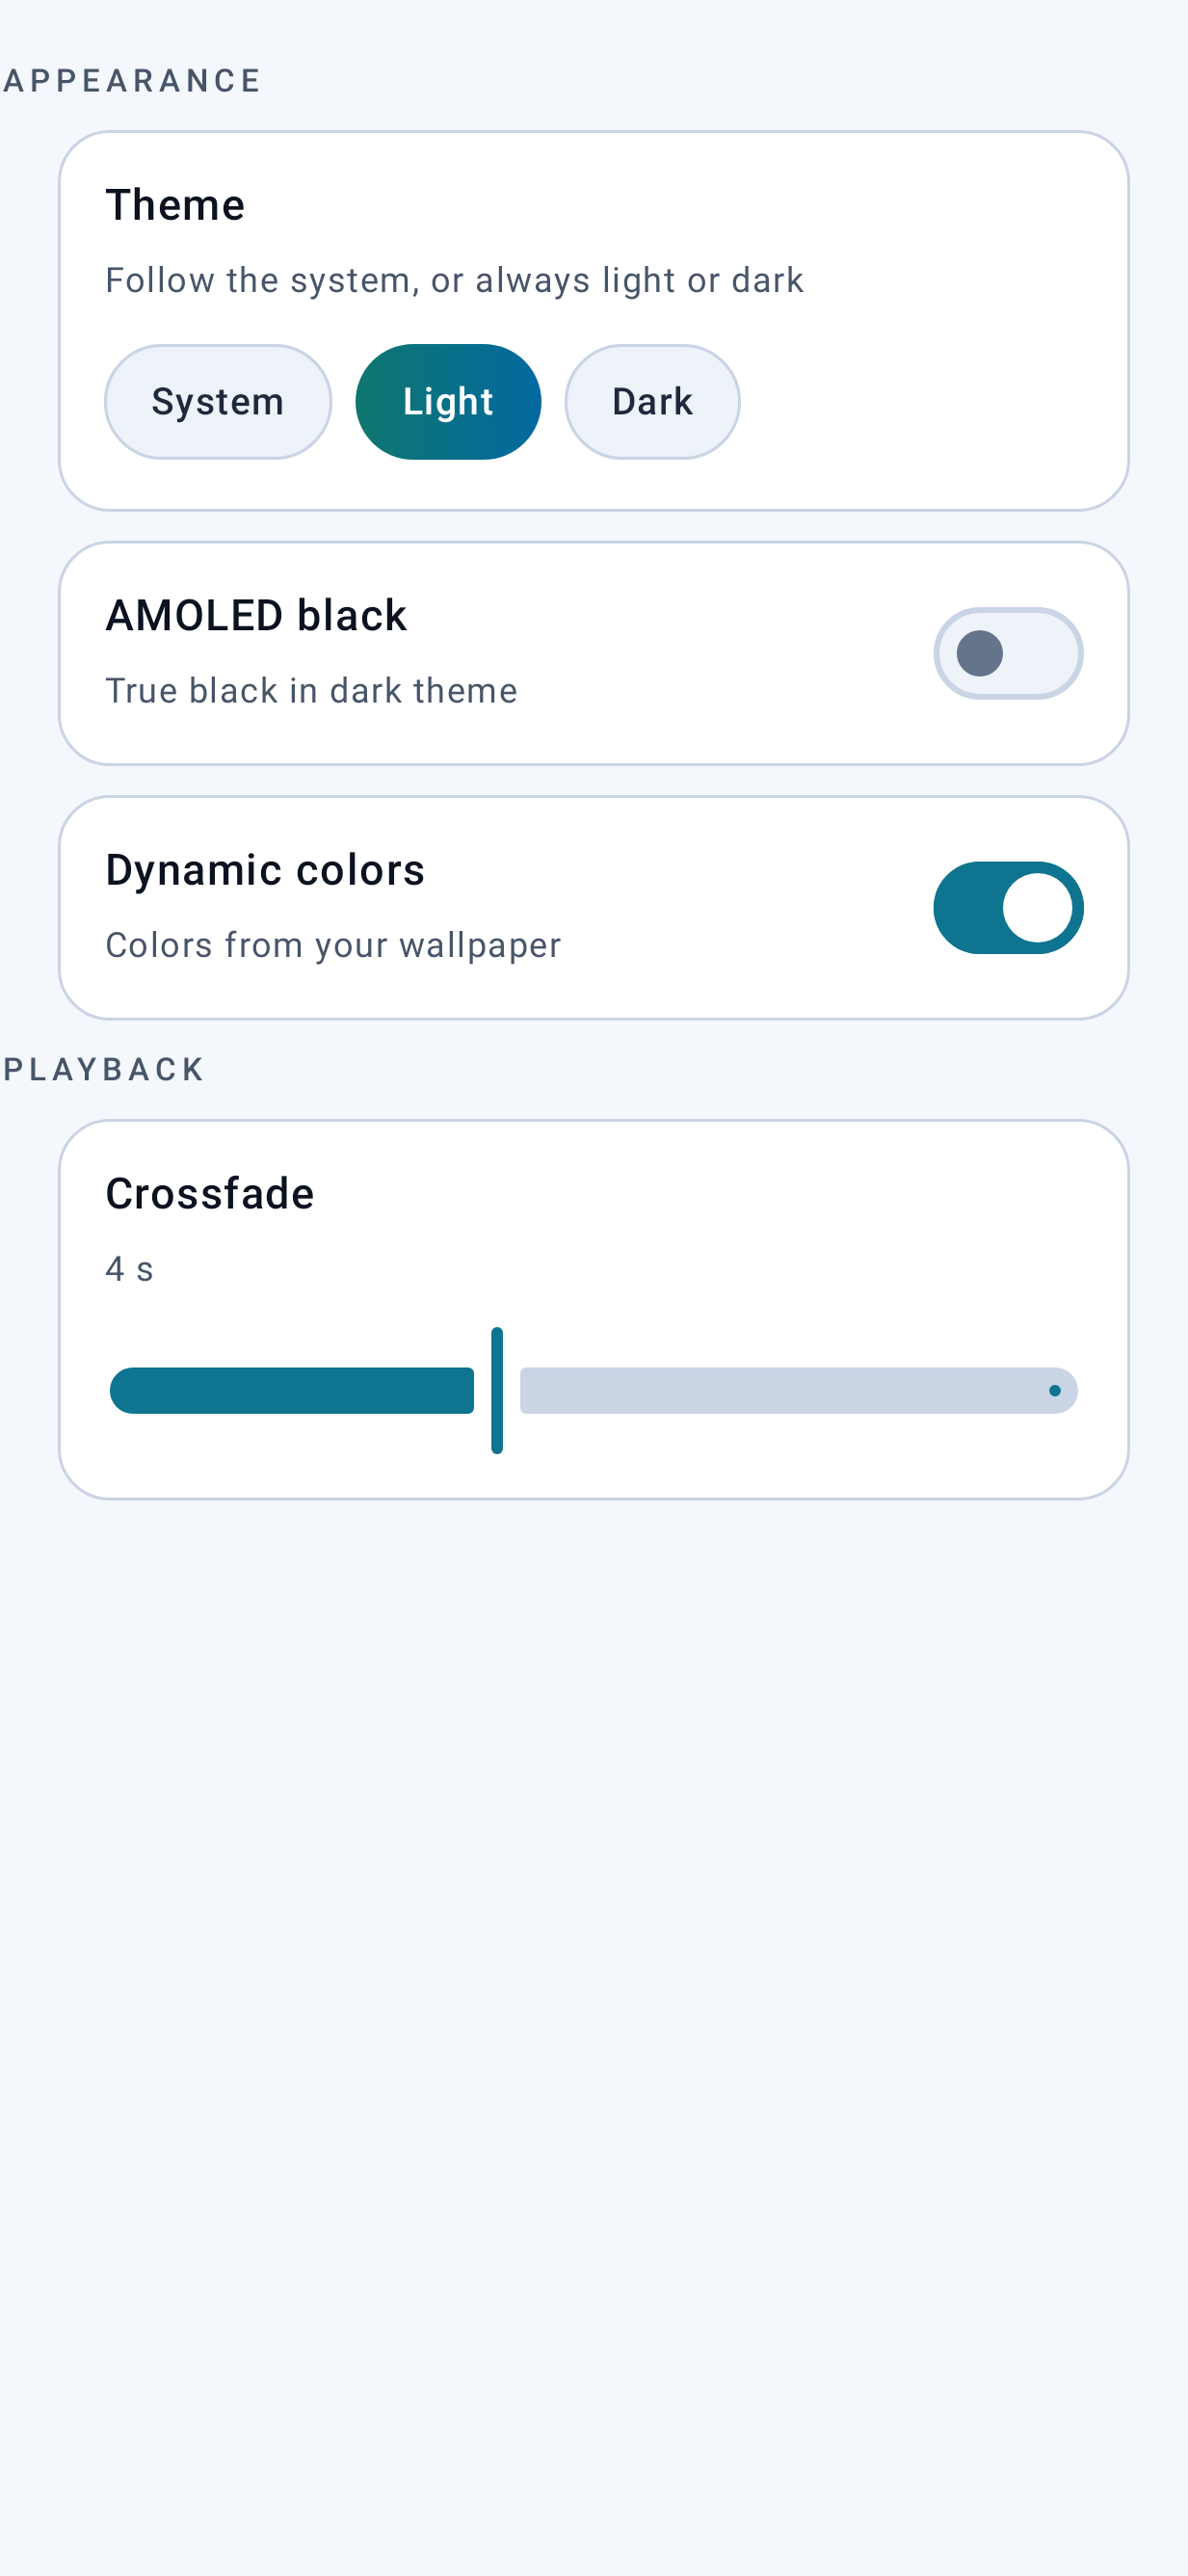 APPEARANCE
Theme
Follow the system, or always light or dark
System
Light
Dark
AMOLED black
True black in dark theme
Dynamic colors
Colors from your wallpaper
PLAYBACK
Crossfade
4 s